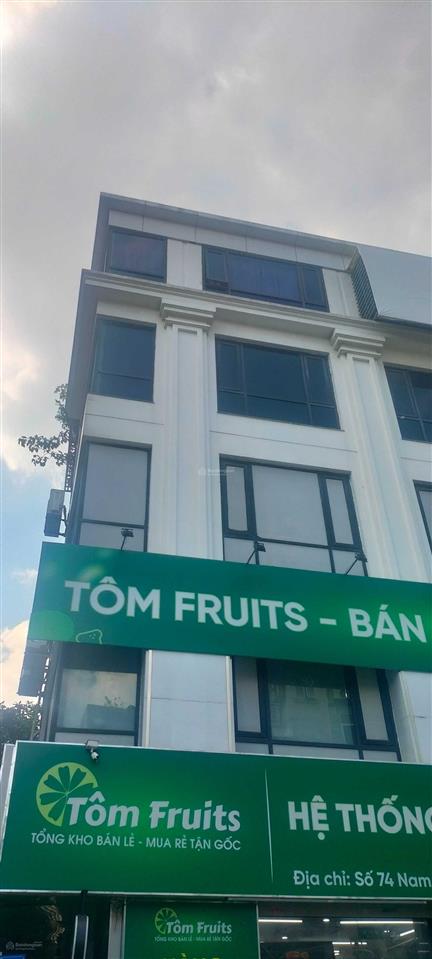 TÔM FRUITS - BÁN
Tôm Fruits
TỔNG KHO BÁN LẺ - MUA RẺ TẬN GỐC
HỆ THỐNG
Địa chỉ: Số 74 Nam
Tôm Fruits
TỔNG KHO BÁN LẺ - MUA RẺ TẬN GỐC